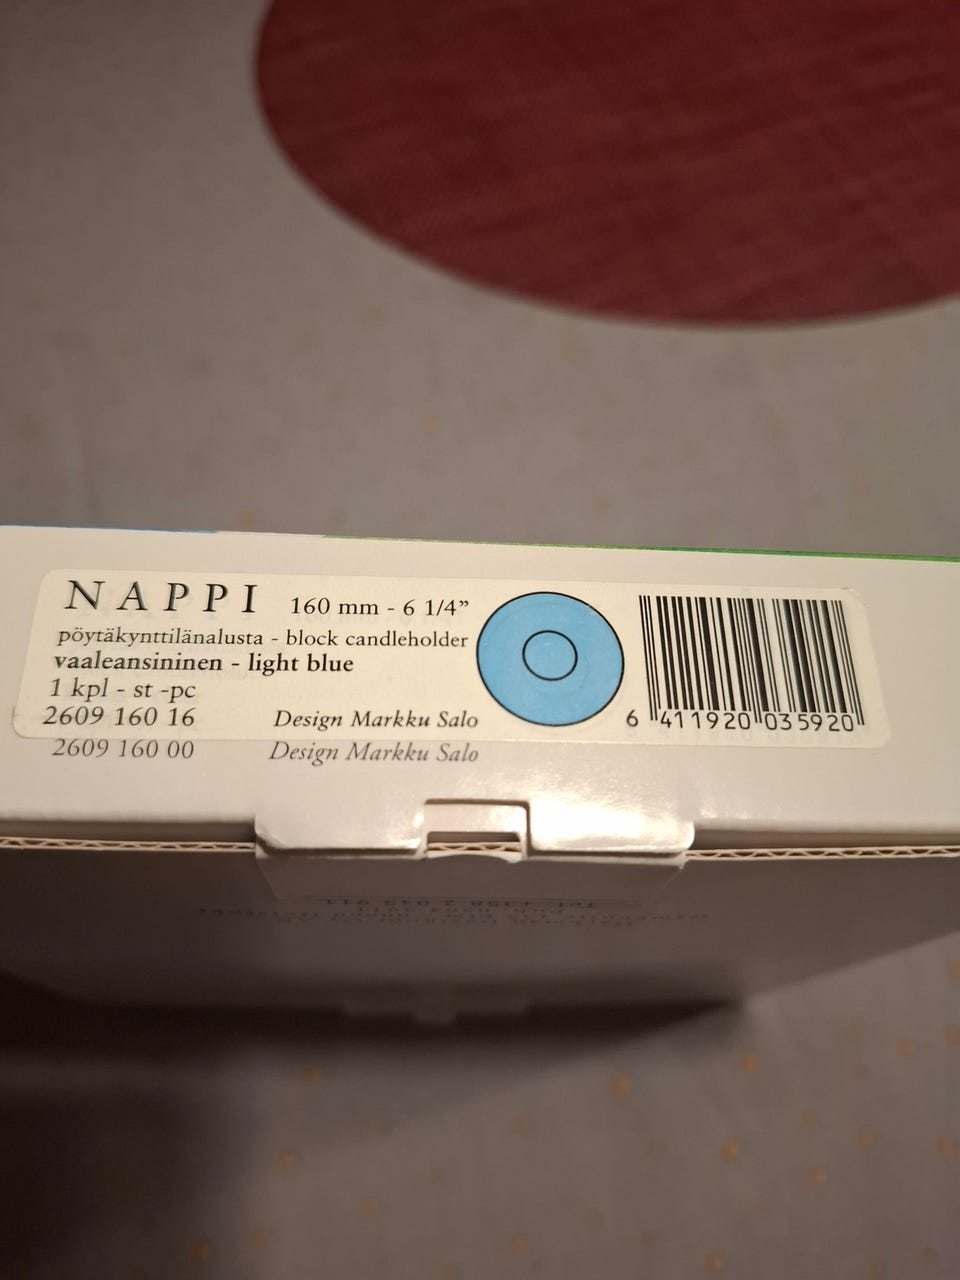 NAPPI 160 mm - 6 1/4”
pöytäkynttilänalusta - block candleholder
vaaleansininen - light blue
1 kpl - st -pc
2609 160 16 Design Markku Salo
6 411920 035920
2609 160 00 Design Markku Salo